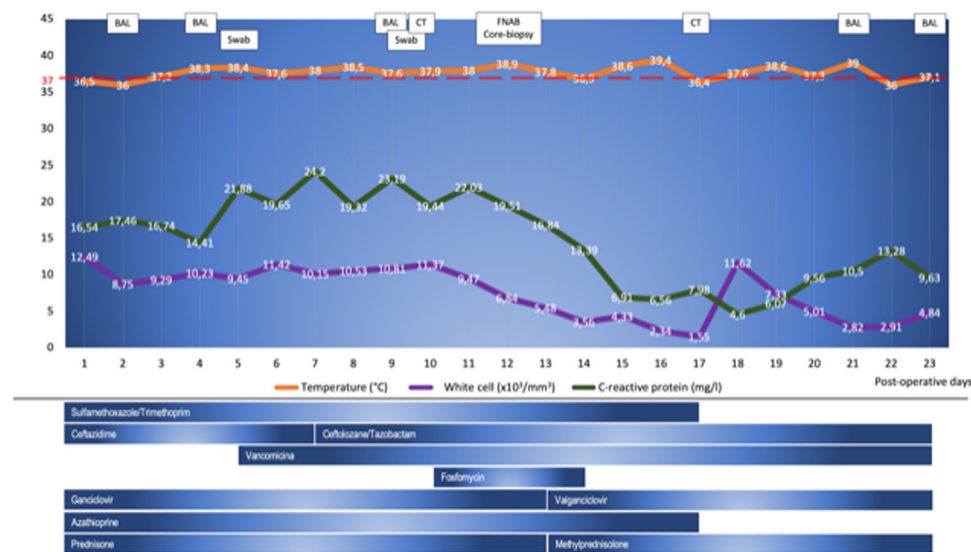 45
BAL BAL BAL CT FNAB Core-biopsy CT BAL BAL
Swab Swab
40
37
35
30
25
20
15
10
5
0
36,5 36 37,2 38,3 38,4 37,6 38 38,5 37,6 37,9 38 38,9 37,8 36,9 38,6 39,4 36,4 37,6 38,6 37,3 39 36 37,1
16,54 17,46 16,74 14,41 21,88 19,65 24,2 19,32 23,19 19,44 22,03 19,51 16,84 13,39 6,91 6,56 7,98 4,6 6,07 9,56 10,5 13,28 9,63
12,49 8,75 9,29 10,23 9,45 11,42 10,15 10,53 10,81 11,37 9,47 6,84 5,48 3,56 4,33 2,34 1,55 11,62 7,33 5,01 2,82 2,91 4,84
1 2 3 4 5 6 7 8 9 10 11 12 13 14 15 16 17 18 19 20 21 22 23
Post-operative days
Temperature (°C) White cell (x10³/mm³) C-reactive protein (mg/l)
Sulfamethoxazole/Trimethoprim
Ceftazidime Ceftolozane/Tazobactam
Vancomicina
Fosfomycin
Ganciclovir Valganciclovir
Azathioprine
Prednisone Methylprednisolone